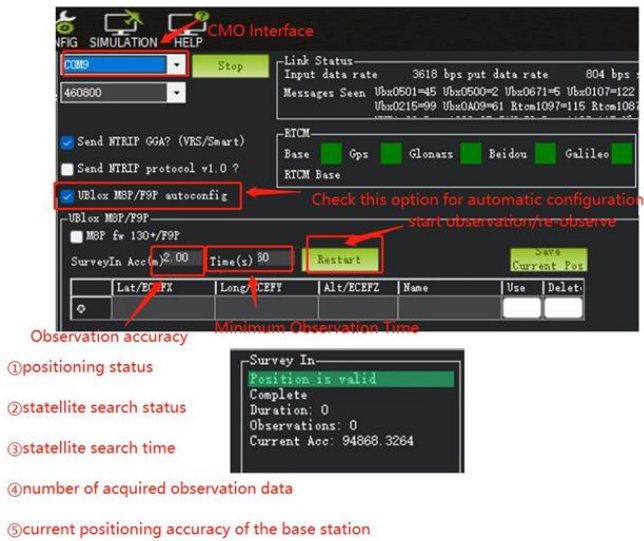 NFIG SIMULATION HELP
CMO Interface
COM9
Stop
460800
Link Status
Input data rate 3618 bps put data rate 804 bps s
Messages Seen Ubx0501=45 Ubx0500=2 Ubx0671=5 Ubx0107=122
Ubx0215=99 Ubx0A09=61 Rtcm1097=115 Rtcm1087
Send NTRIP GGA? (VRS/Smart)
Send NTRIP protocol v1.0 ?
RTCM
Base Gps Glonass Beidou Galileo
RTCM Base
UBlox M8P/F9P autoconfig
Check this option for automatic configuration
start observation/re-observe
UBlox M8P/F9P
M8P fw 130+/F9P
SurveyIn Acc(m) 2.00 Time(s) 60 Restart
Save
Current Pos
Lat/ECEFX Long/ECEFY Alt/ECEFZ Name Use Delet
Observation accuracy
Minimum Observation Time
①positioning status
②statellite search status
③statellite search time
④number of acquired observation data
⑤current positioning accuracy of the base station
Survey In
Position is valid
Complete
Duration: 0
Observations: 0
Current Acc: 94868.3264